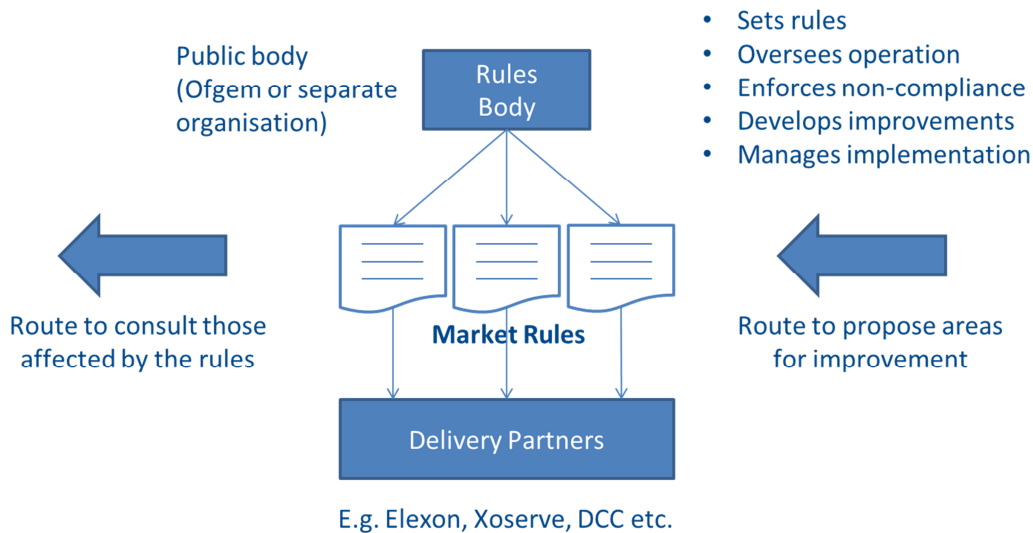 Public body
(Ofgem or separate
organisation)
Rules
Body
• Sets rules
• Oversees operation
• Enforces non-compliance
• Develops improvements
• Manages implementation
Route to consult those
affected by the rules
Market Rules
Route to propose areas
for improvement
Delivery Partners
E.g. Elexon, Xoserve, DCC etc.